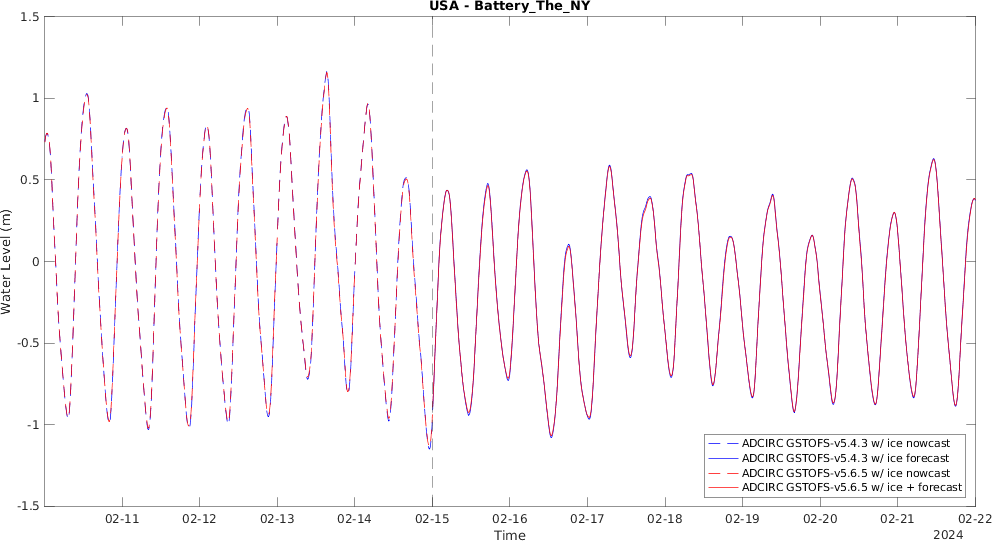 USA - Battery_The_NY
1.5
1
0.5
0
-0.5
-1
-1.5
Water Level (m)
ADCIRC GSTOFS-v5.4.3 w/ ice nowcast
ADCIRC GSTOFS-v5.4.3 w/ ice forecast
ADCIRC GSTOFS-v5.6.5 w/ ice nowcast
ADCIRC GSTOFS-v5.6.5 w/ ice + forecast
02-11 02-12 02-13 02-14 02-15 02-16 02-17 02-18 02-19 02-20 02-21 02-22
Time
2024